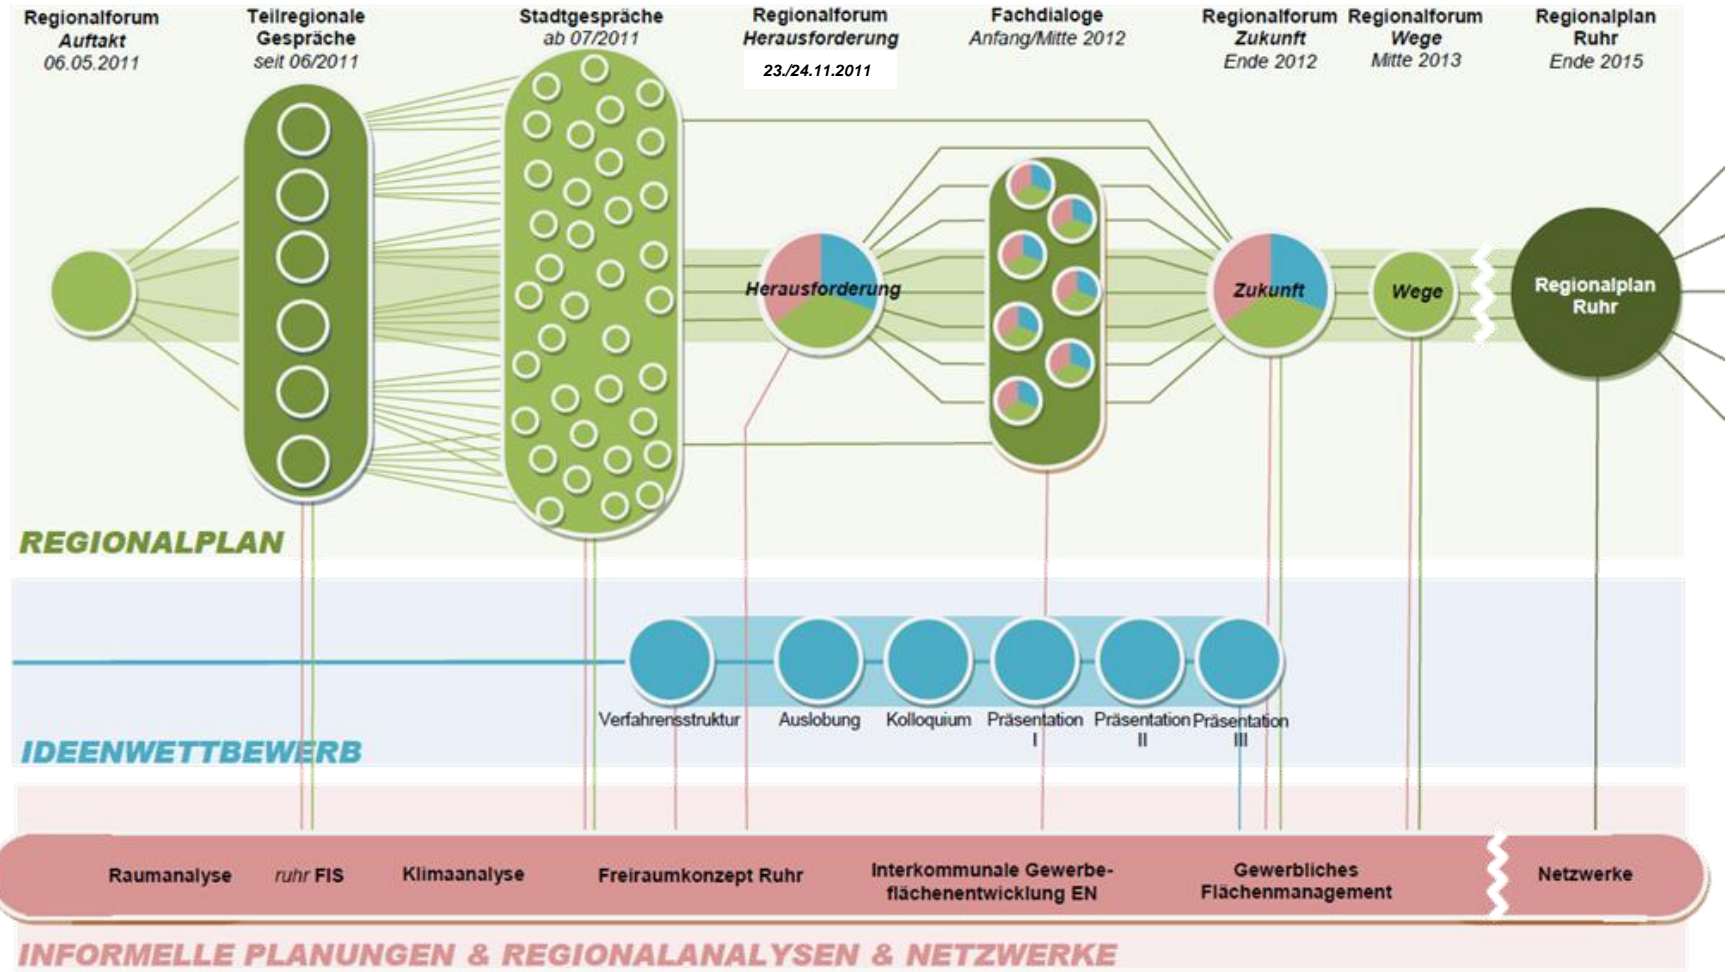 Regionalforum
Auftakt
06.05.2011
Teilregionale
Gespräche
seit 06/2011
Stadtgespräche
ab 07/2011
Regionalforum
Herausforderung
23./24.11.2011
Fachdialoge
Anfang/Mitte 2012
Regionalforum
Zukunft
Ende 2012
Regionalforum
Wege
Mitte 2013
Regionalplan
Ruhr
Ende 2015
Herausforderung
Zukunft
Wege
Regionalplan
Ruhr
REGIONALPLAN
Verfahrensstruktur
Auslobung
Kolloquium
Präsentation
I
Präsentation
II
Präsentation
III
IDEENWETTBEWERB
Raumanalyse
ruhr FIS
Klimaanalyse
Freiraumkonzept Ruhr
Interkommunale Gewerbe-
flächenentwicklung EN
Gewerbliches
Flächenmanagement
Netzwerke
INFORMELLE PLANUNGEN & REGIONALANALYSEN & NETZWERKE